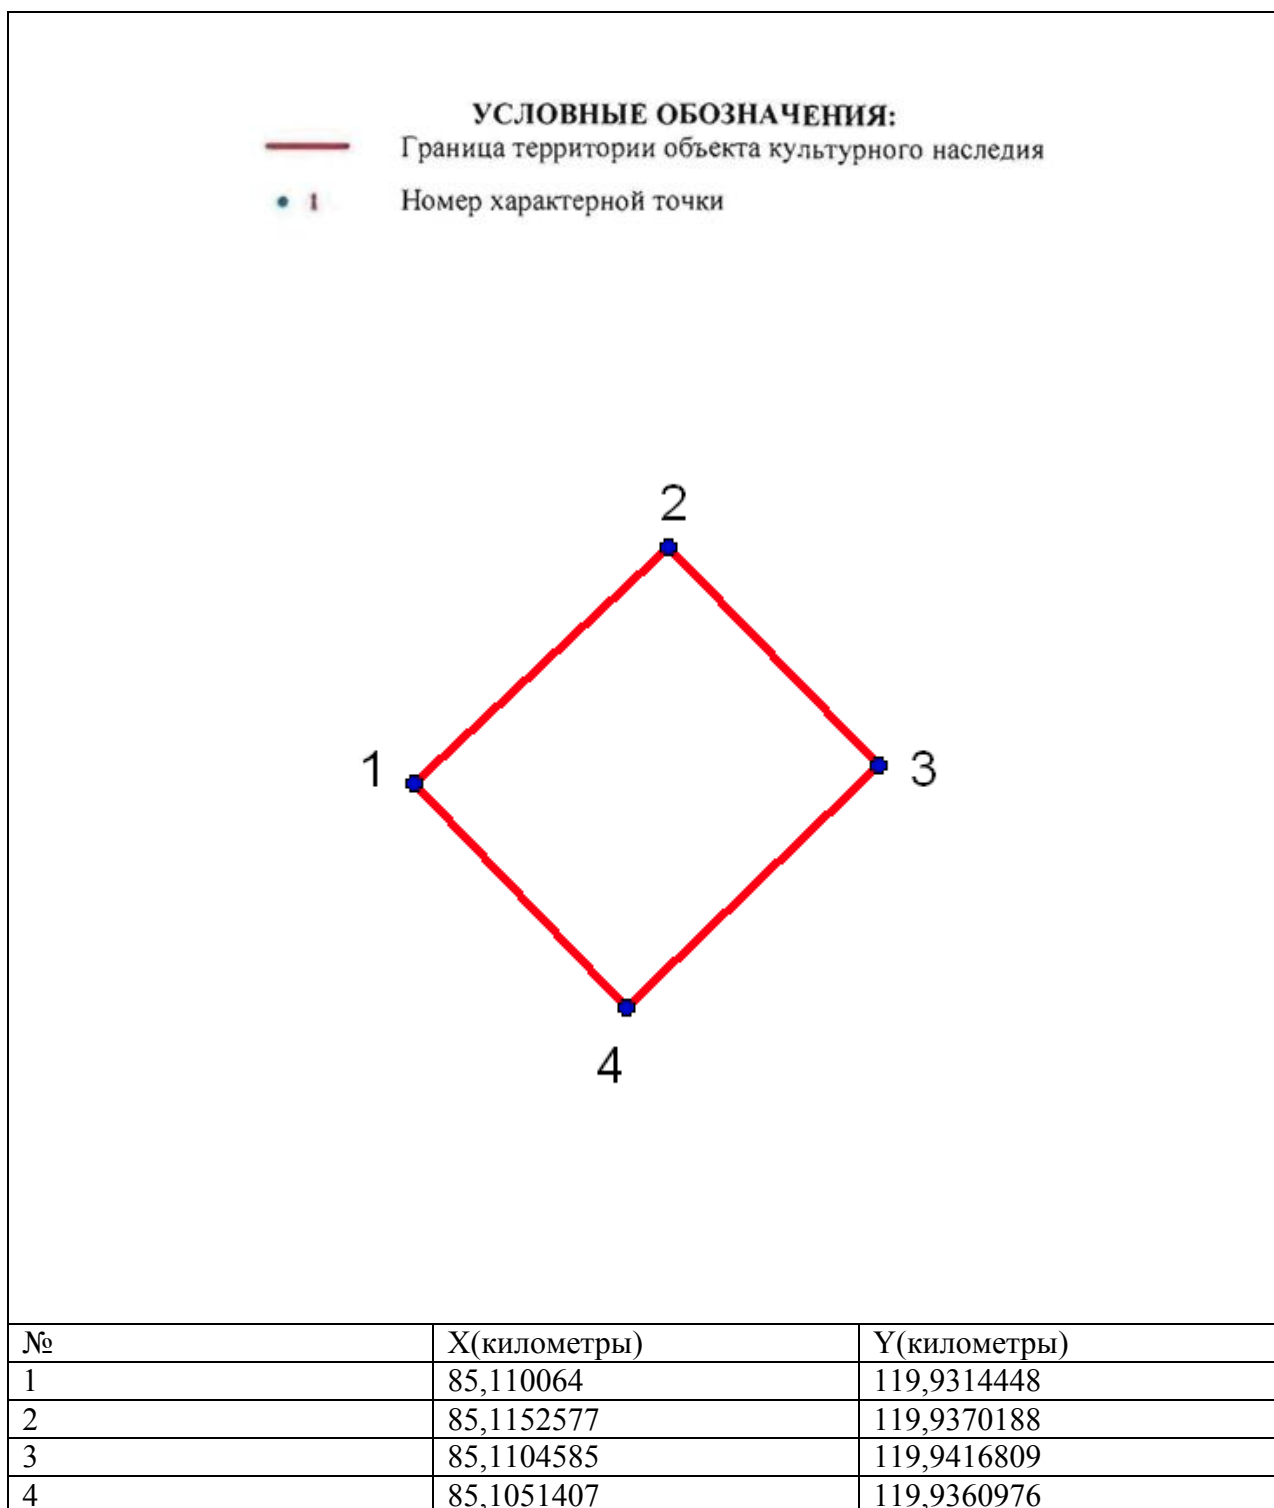 УСЛОВНЫЕ ОБОЗНАЧЕНИЯ:
Граница территории объекта культурного наследия
1 Номер характерной точки
2
1
3
4
№ X(километры) Y(километры)
1 85,110064 119,9314448
2 85,1152577 119,9370188
3 85,1104585 119,9416809
4 85,1051407 119,9360976